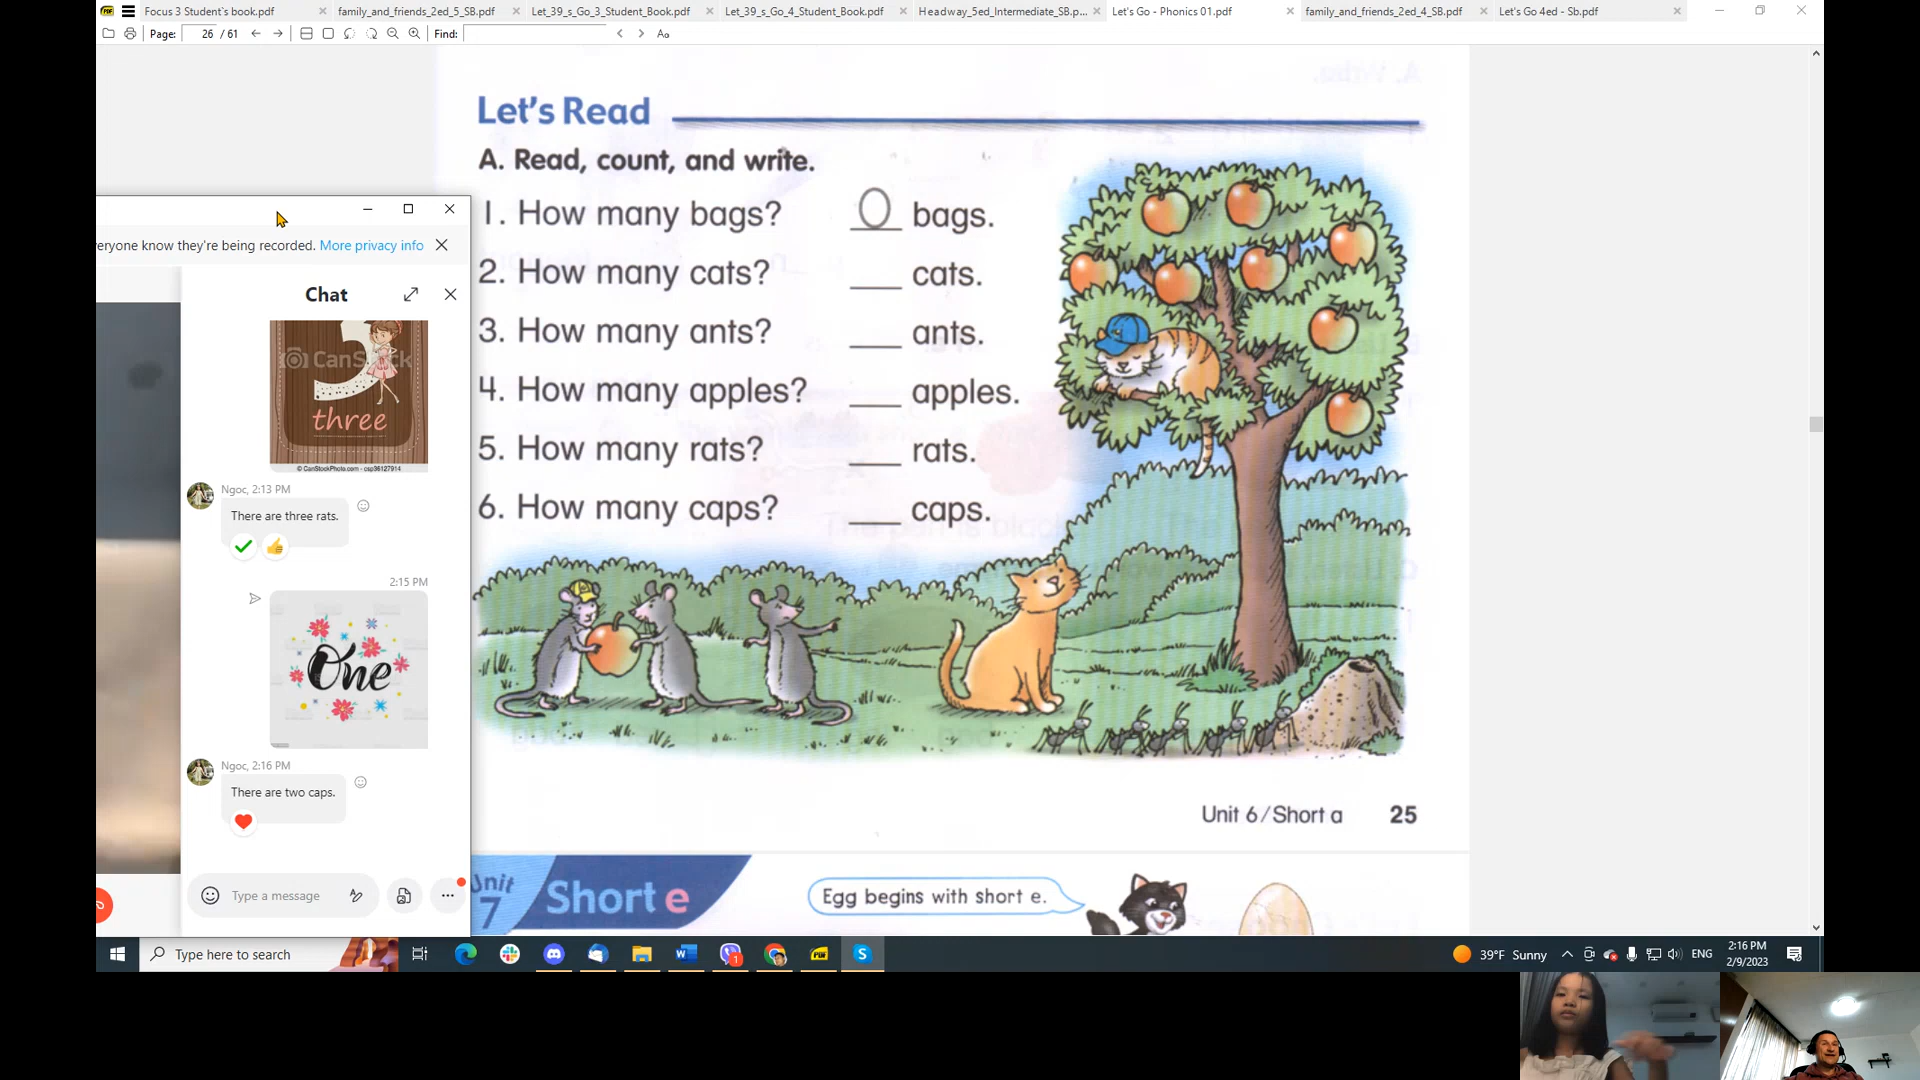 Focus 3 Student`s book.pdf
family_and_friends_2ed_5_SB.pdf
Let_39_s_Go_3_Student_Book.pdf
Let_39_s_Go_4_Student_Book.pdf
Headway_5ed_Intermediate_SB.p...
Let's Go - Phonics 01.pdf
family_and_friends_2ed_4_SB.pdf
Let's Go 4ed - Sb.pdf
Page: 26 / 61
Find:
Let's Read
A. Read, count, and write.
1. How many bags? 0 bags.
2. How many cats? ___ cats.
3. How many ants? ___ ants.
4. How many apples? ___ apples.
5. How many rats? ___ rats.
6. How many caps? ___ caps.
Unit 6/Short a 25
Unit 7 Short e
Egg begins with short e.
everyone know they're being recorded. More privacy info
Chat
CanStock
three
© CanStockPhoto.com - csp36127914
Ngoc, 2:13 PM
There are three rats.
2:15 PM
One
Ngoc, 2:16 PM
There are two caps.
Type a message
Type here to search
39°F Sunny
ENG
2:16 PM
2/9/2023